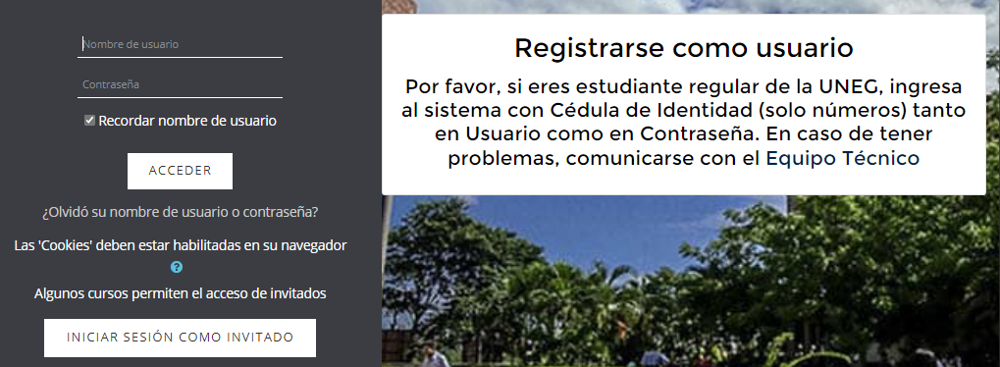 Nombre de usuario
Contraseña
Recordar nombre de usuario
ACCEDER
¿Olvidó su nombre de usuario o contraseña?
Las 'Cookies' deben estar habilitadas en su navegador
?
Algunos cursos permiten el acceso de invitados
INICIAR SESIÓN COMO INVITADO
Registrarse como usuario
Por favor, si eres estudiante regular de la UNEG, ingresa
al sistema con Cédula de Identidad (solo números) tanto
en Usuario como en Contraseña. En caso de tener
problemas, comunicarse con el Equipo Técnico